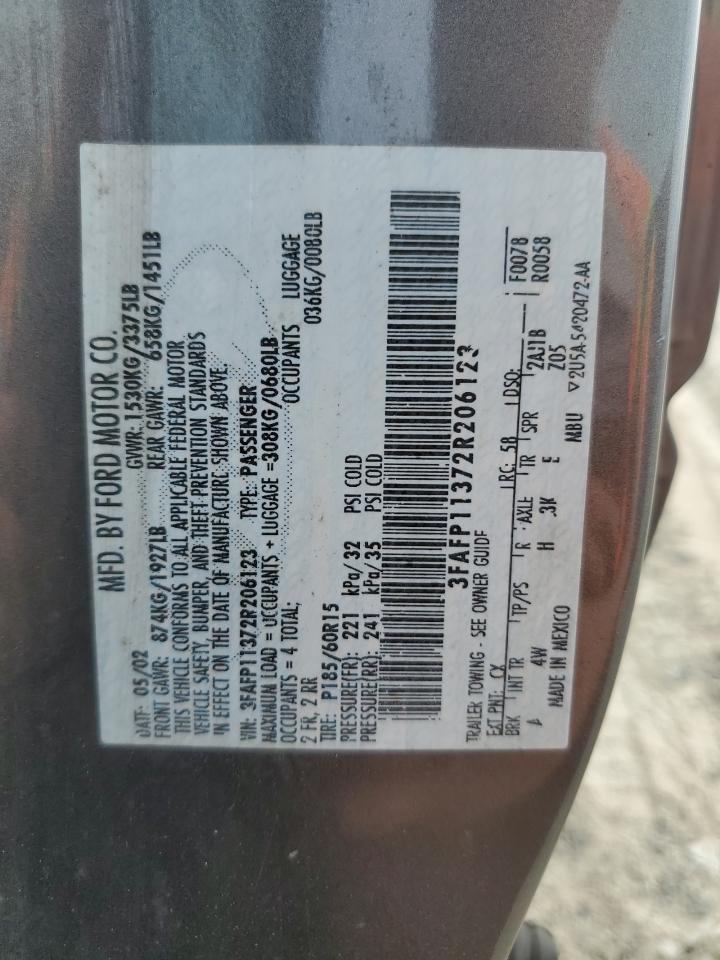 MFD. BY FORD MOTOR CO.
DATE: 05/02 GVWR: 1530KG/3375LB
FRONT GAWR: 874KG/1927LB REAR GAWR: 658KG/1451LB
THIS VEHICLE CONFORMS TO ALL APPLICABLE FEDERAL MOTOR
VEHICLE SAFETY, BUMPER, AND THEFT PREVENTION STANDARDS
IN EFFECT ON THE DATE OF MANUFACTURE SHOWN ABOVE.
VIN: 3FAFP11372R206123 TYPE: PASSENGER
MAXIMUM LOAD = OCCUPANTS + LUGGAGE =308KG/0680LB
OCCUPANTS = 4 TOTAL; OCCUPANTS LUGGAGE
2 FR, 2 RR 036KG/0080LB
TIRE: P185/60R15
PRESSURE(FR): 221 kPa/32 PSI COLD
PRESSURE(RR): 241 kPa/35 PSI COLD
3FAFP11372R206123
TRAILER TOWING - SEE OWNER GUIDE
EXT PNT: CX RC: 58 DSO: F0078
BRK INT TR TP/PS R AXLE TR SPR R0058
4W H 3K E 2AJ1B
MADE IN MEXICO MBU Z05
▽2U5A-5420472-AA